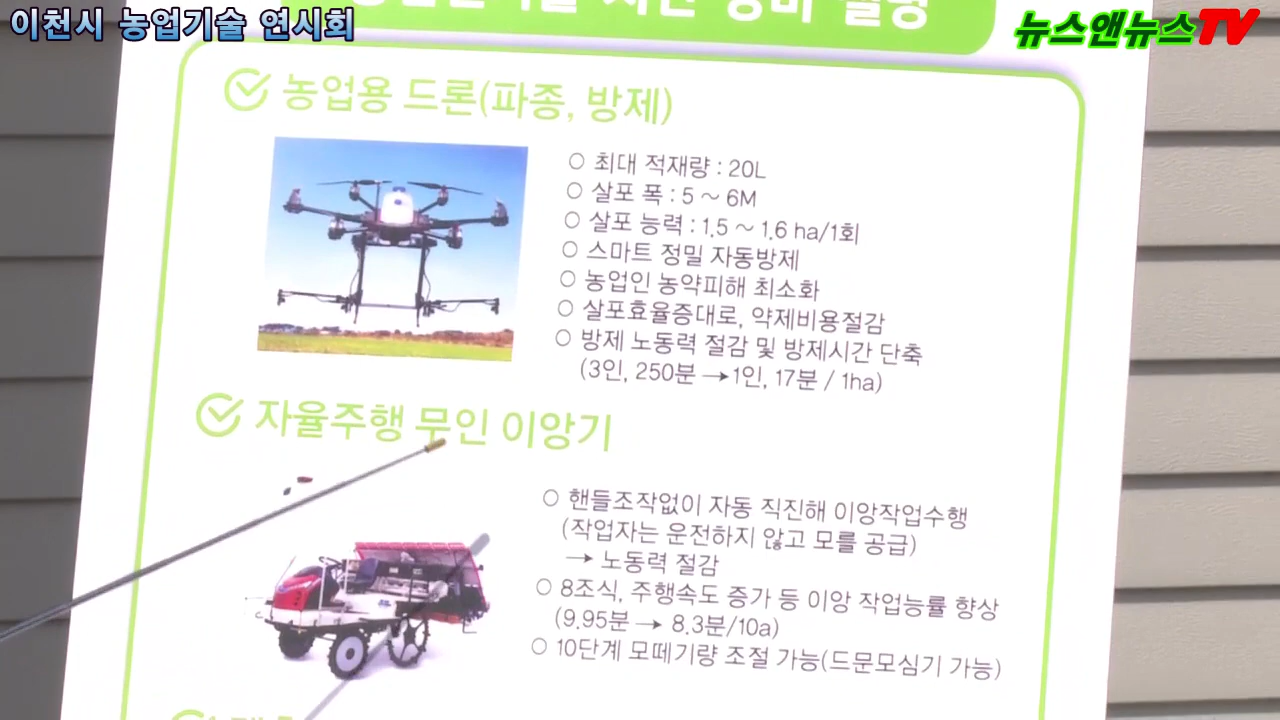 이천시 농업기술 연시회
뉴스앤뉴스TV
농업용 드론(파종, 방제)
○ 최대 적재량 : 20L
○ 살포 폭 : 5 ~ 6M
○ 살포 능력 : 1.5 ~ 1.6 ha/1회
○ 스마트 정밀 자동방제
○ 농업인 농약피해 최소화
○ 살포효율증대로, 약제비용절감
○ 방제 노동력 절감 및 방제시간 단축
(3인, 250분 → 1인, 17분 / 1ha)
자율주행 무인 이앙기
○ 핸들조작없이 자동 직진해 이앙작업수행
(작업자는 운전하지 않고 모를 공급)
→ 노동력 절감
○ 8조식, 주행속도 증가 등 이앙 작업능률 향상
(9.95분 → 8.3분/10a)
○ 10단계 모떼기량 조절 가능(드문모심기 가능)